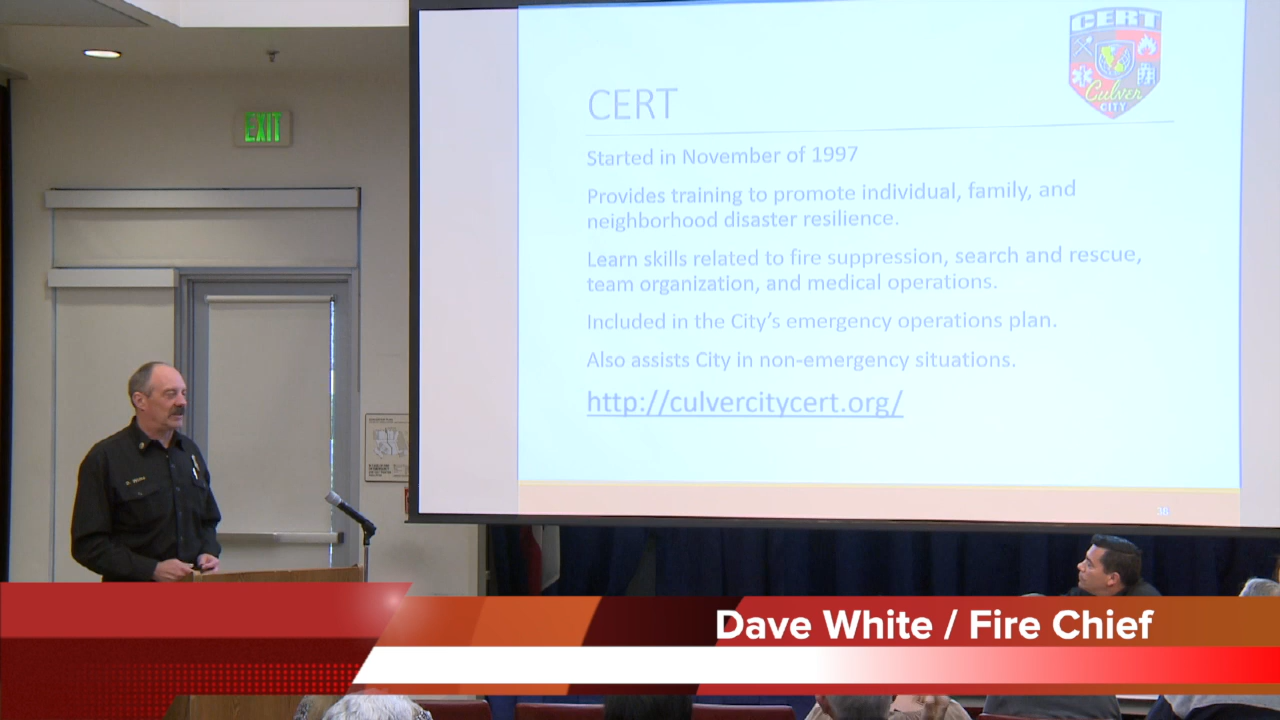 CERT
Culver
CITY
EXIT
CERT
Started in November of 1997
Provides training to promote individual, family, and
neighborhood disaster resilience.
Learn skills related to fire suppression, search and rescue,
team organization, and medical operations.
Included in the City's emergency operations plan.
Also assists City in non-emergency situations.
http://culvercitycert.org/
36
Dave White / Fire Chief